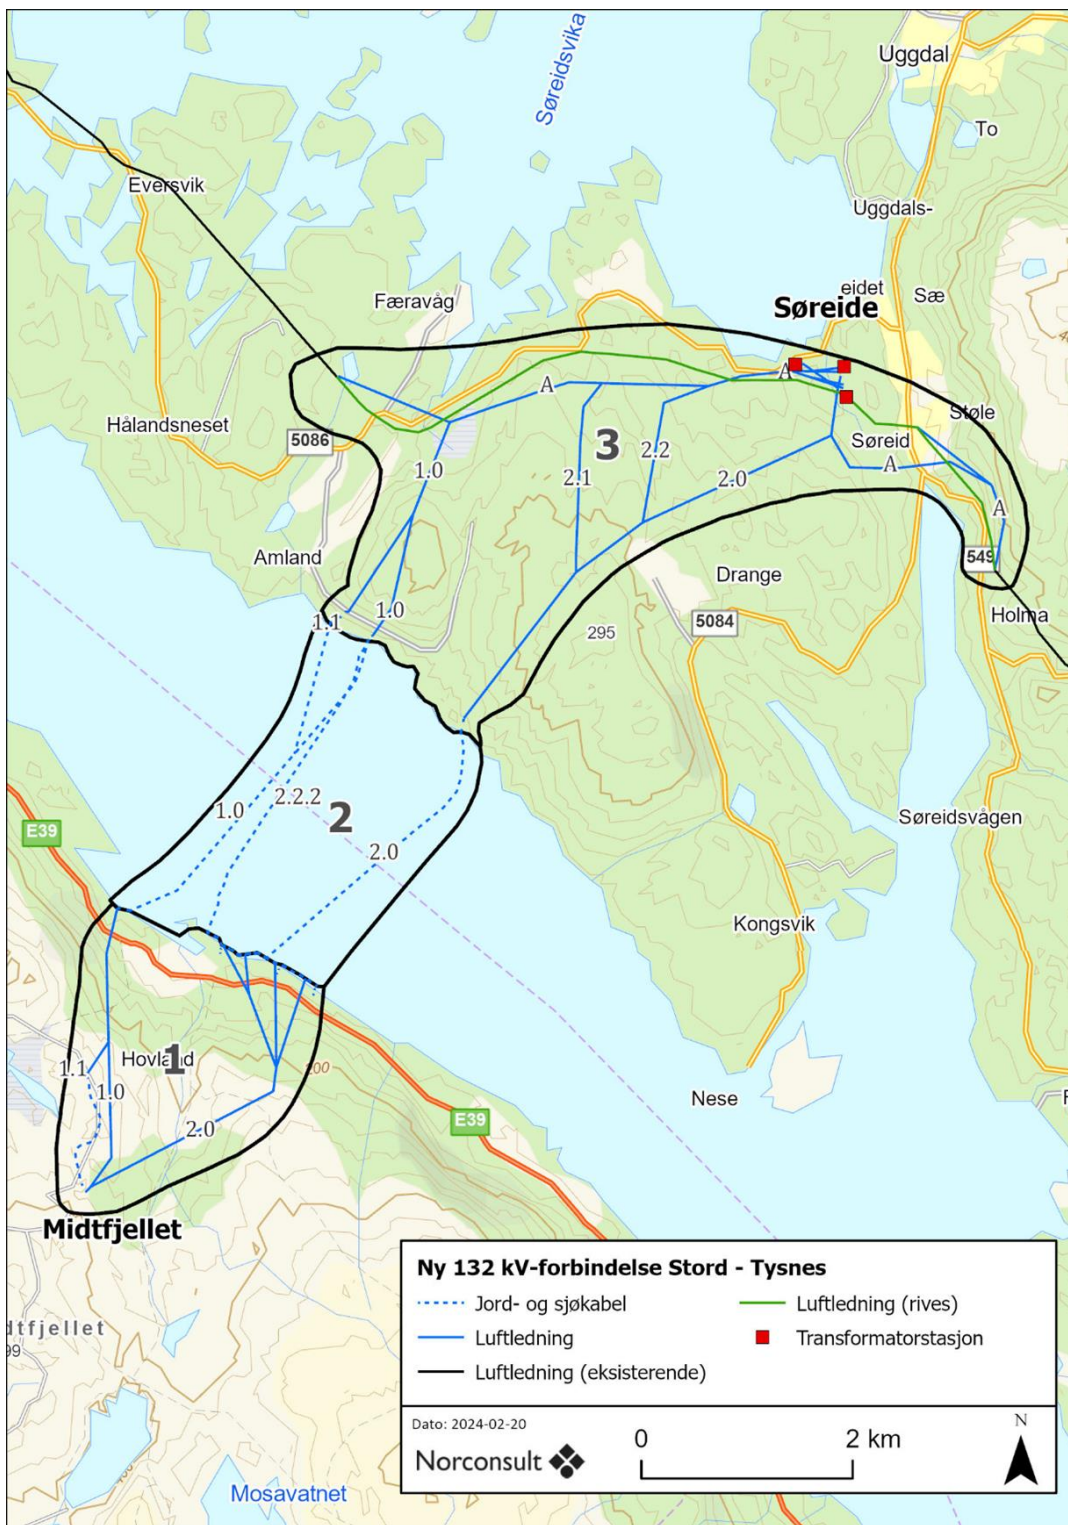 Søreidsvika
Uggdal
To
Eversvik
Uggdals-
eidet
Sæ
Færavåg
Søreide
A
A
Støle
Hålandsneset
5086
3
Søreid
1.0
2.2
2.1
2.0
A
A
549
Amland
Drange
1.0
1.1
295
5084
Holma
2.2.2
1.0
2
2.0
Søreidsvågen
E39
Kongsvik
1
Hovland
1.1
1.0
200
Nese
2.0
E39
Midtfjellet
dtfjellet
99
Mosavatnet
Ny 132 kV-forbindelse Stord - Tysnes
Jord- og sjøkabel
Luftledning
Luftledning (eksisterende)
Luftledning (rives)
Transformatorstasjon
Dato: 2024-02-20
Norconsult
0
2 km
N